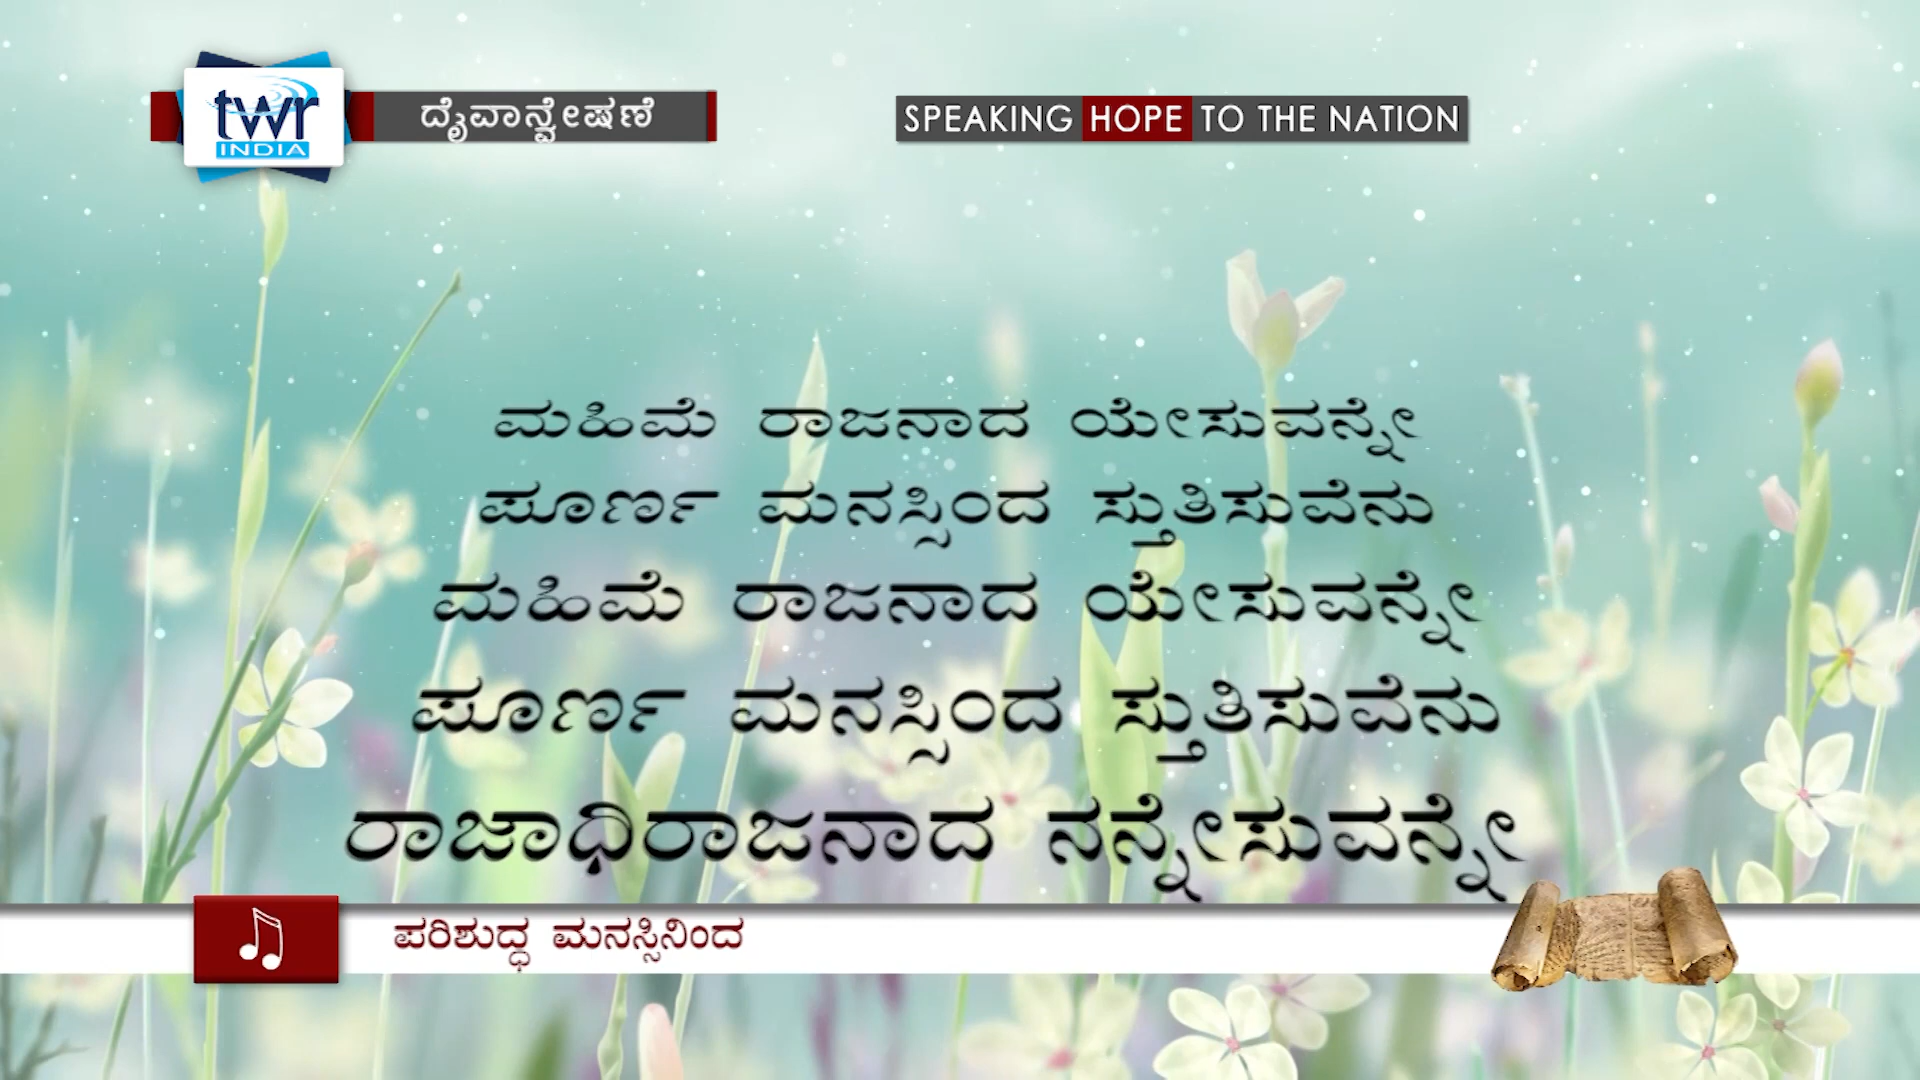 twr
INDIA
ದೈವಾನ್ವೇಷಣೆ
SPEAKING HOPE TO THE NATION
ಮಹಿಮೆ ರಾಜನಾದ ಯೇಸುವನ್ನೇ
ಪೂರ್ಣ ಮನಸ್ಸಿಂದ ಸ್ತುತಿಸುವೆನು
ಮಹಿಮೆ ರಾಜನಾದ ಯೇಸುವನ್ನೇ
ಪೂರ್ಣ ಮನಸ್ಸಿಂದ ಸ್ತುತಿಸುವೆನು
ರಾಜಾಧಿರಾಜನಾದ ನನ್ನೇಸುವನ್ನೇ
ಪರಿಶುದ್ಧ ಮನಸ್ಸಿನಿಂದ